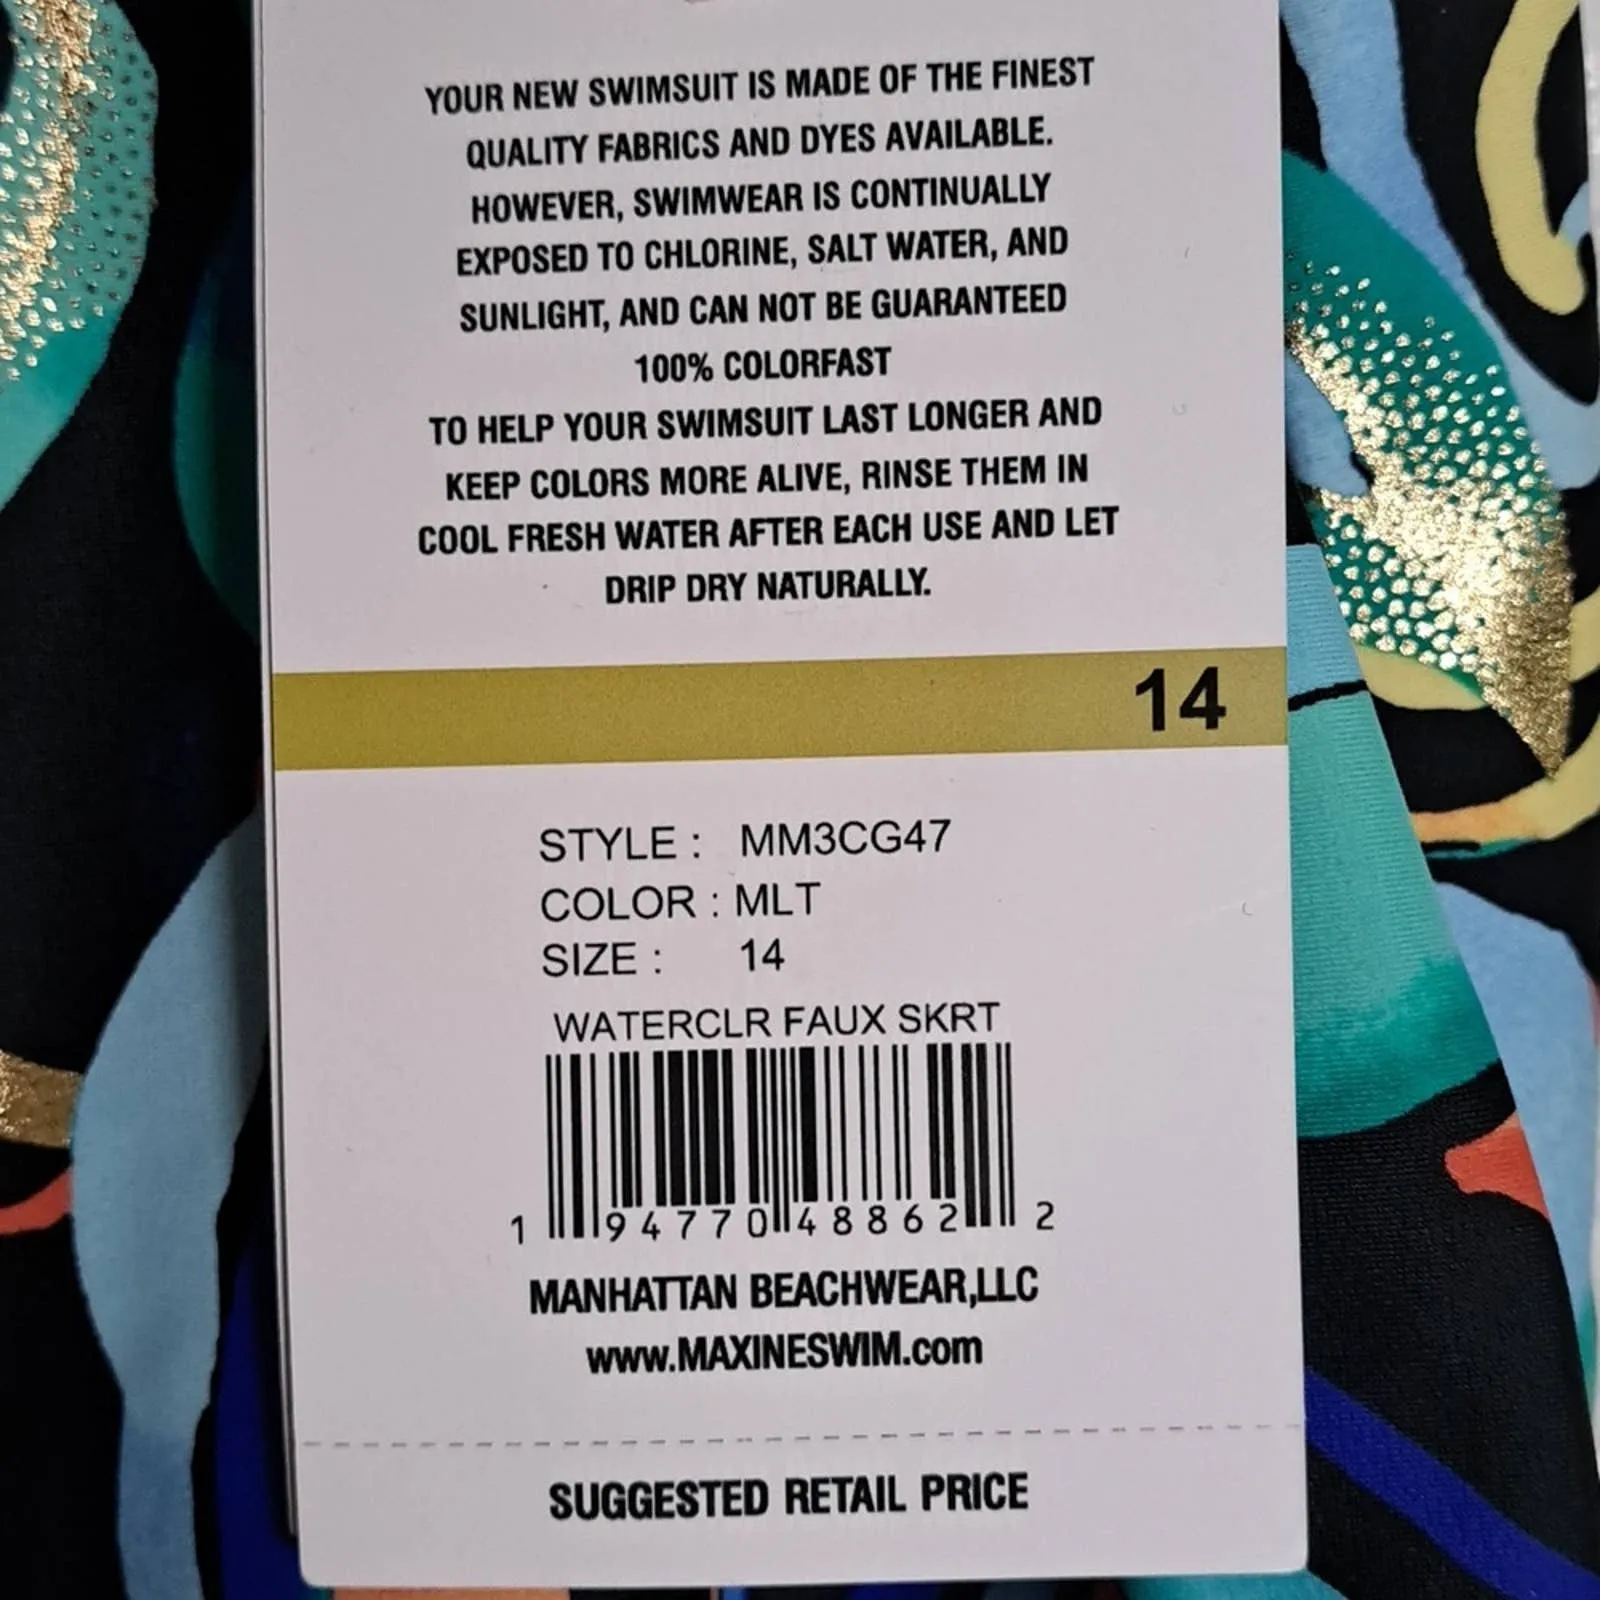 YOUR NEW SWIMSUIT IS MADE OF THE FINEST
QUALITY FABRICS AND DYES AVAILABLE.
HOWEVER, SWIMWEAR IS CONTINUALLY
EXPOSED TO CHLORINE, SALT WATER, AND
SUNLIGHT, AND CAN NOT BE GUARANTEED
100% COLORFAST
TO HELP YOUR SWIMSUIT LAST LONGER AND
KEEP COLORS MORE ALIVE, RINSE THEM IN
COOL FRESH WATER AFTER EACH USE AND LET
DRIP DRY NATURALLY.
14
STYLE : MM3CG47
COLOR : MLT
SIZE : 14
WATERCLR FAUX SKRT
1 94770 48862 2
MANHATTAN BEACHWEAR,LLC
www.MAXINESWIM.com
SUGGESTED RETAIL PRICE